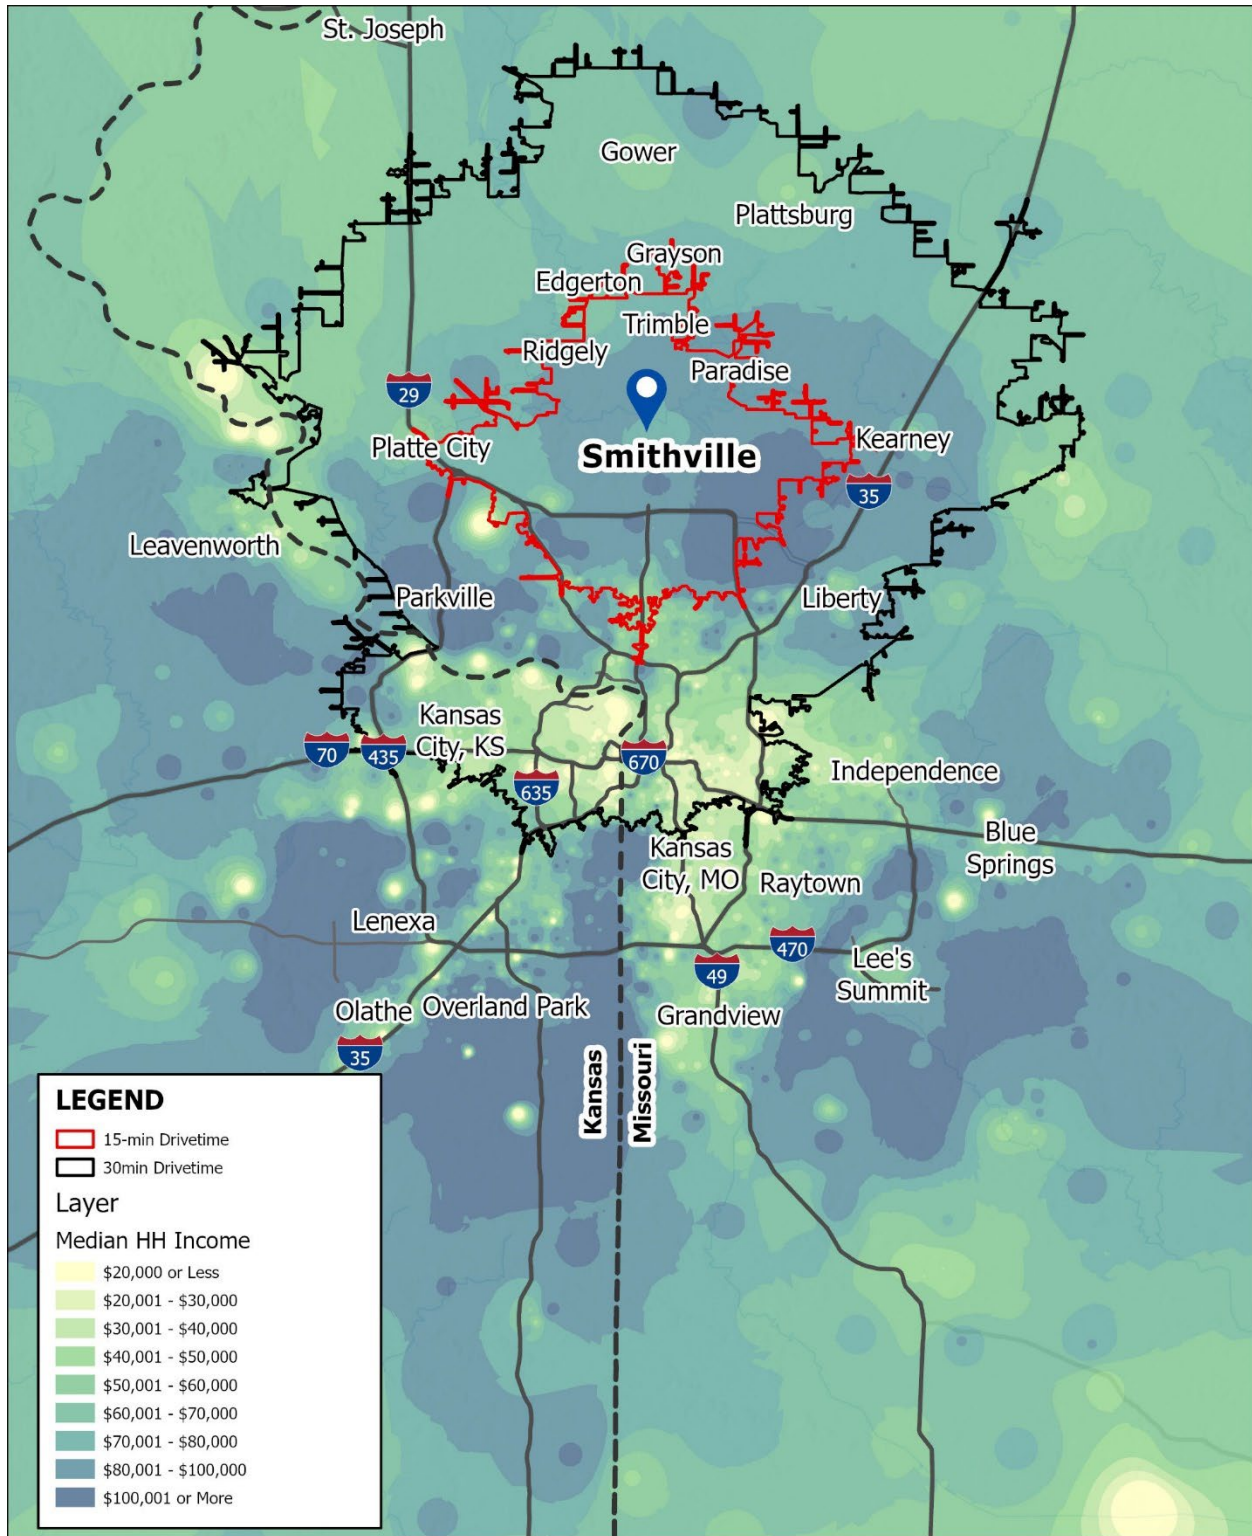 St. Joseph
Gower
Plattsburg
Grayson
Edgerton
Trimble
Ridgely
Paradise
29
Platte City
Smithville
Kearney
35
Leavenworth
Parkville
Liberty
Kansas
City, KS
70
435
670
635
Independence
Blue
Springs
Kansas
City, MO
Raytown
Lenexa
470
49
Lee's
Summit
Olathe
Overland Park
Grandview
35
Kansas
Missouri
LEGEND
15-min Drivetime
30min Drivetime
Layer
Median HH Income
$20,000 or Less
$20,001 - $30,000
$30,001 - $40,000
$40,001 - $50,000
$50,001 - $60,000
$60,001 - $70,000
$70,001 - $80,000
$80,001 - $100,000
$100,001 or More